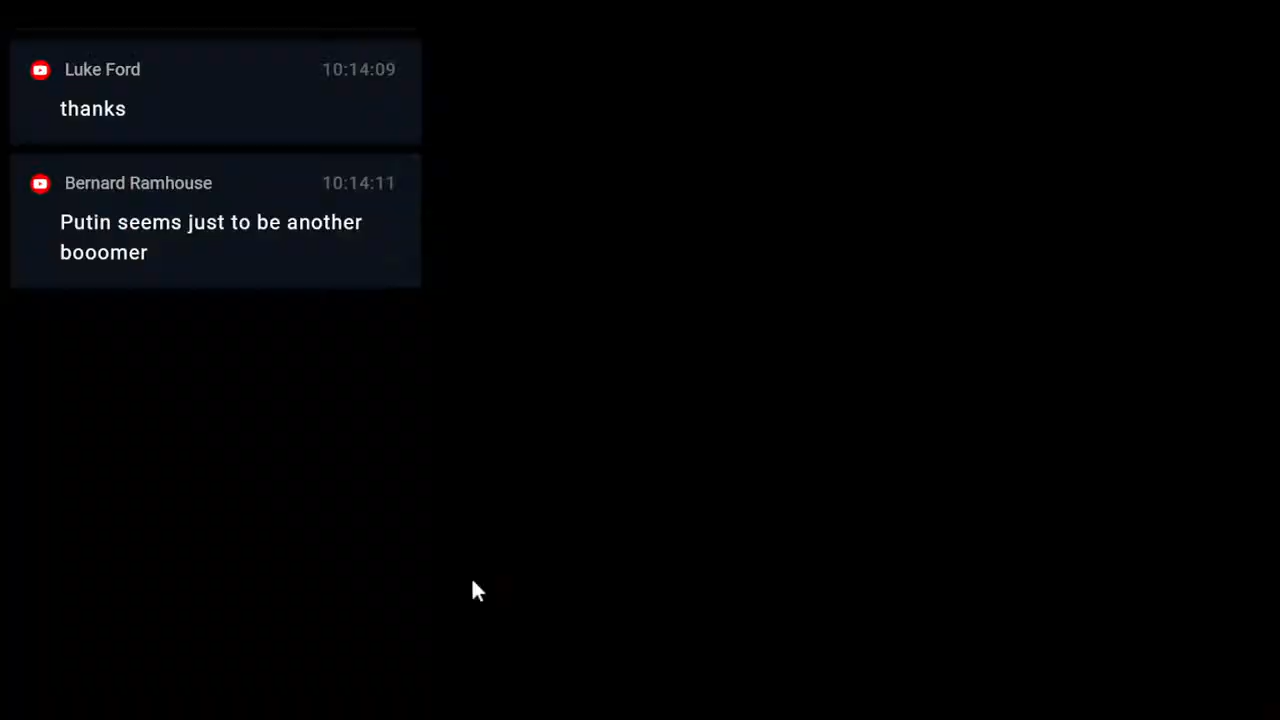 Luke Ford 10:14:09
thanks
Bernard Ramhouse 10:14:11
Putin seems just to be another
booomer